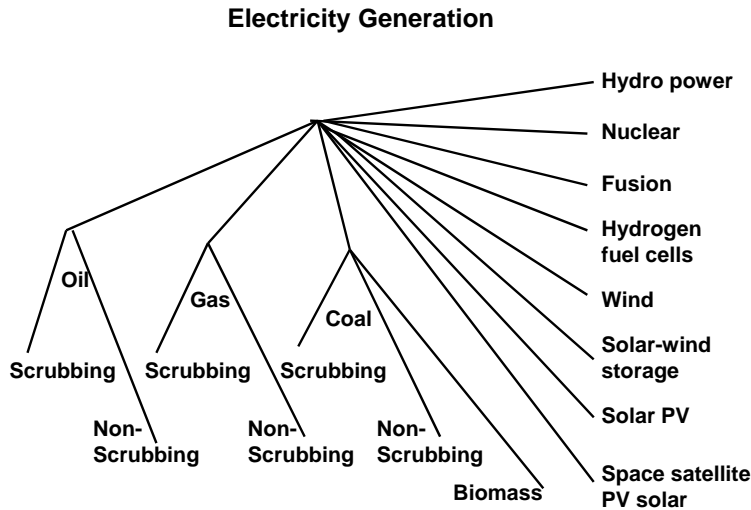 Electricity Generation
Hydro power
Nuclear
Fusion
Hydrogen
fuel cells
Wind
Solar-wind
storage
Solar PV
Space satellite
PV solar
Oil
Gas
Coal
Scrubbing
Scrubbing
Scrubbing
Non-
Scrubbing
Non-
Scrubbing
Non-
Scrubbing
Biomass